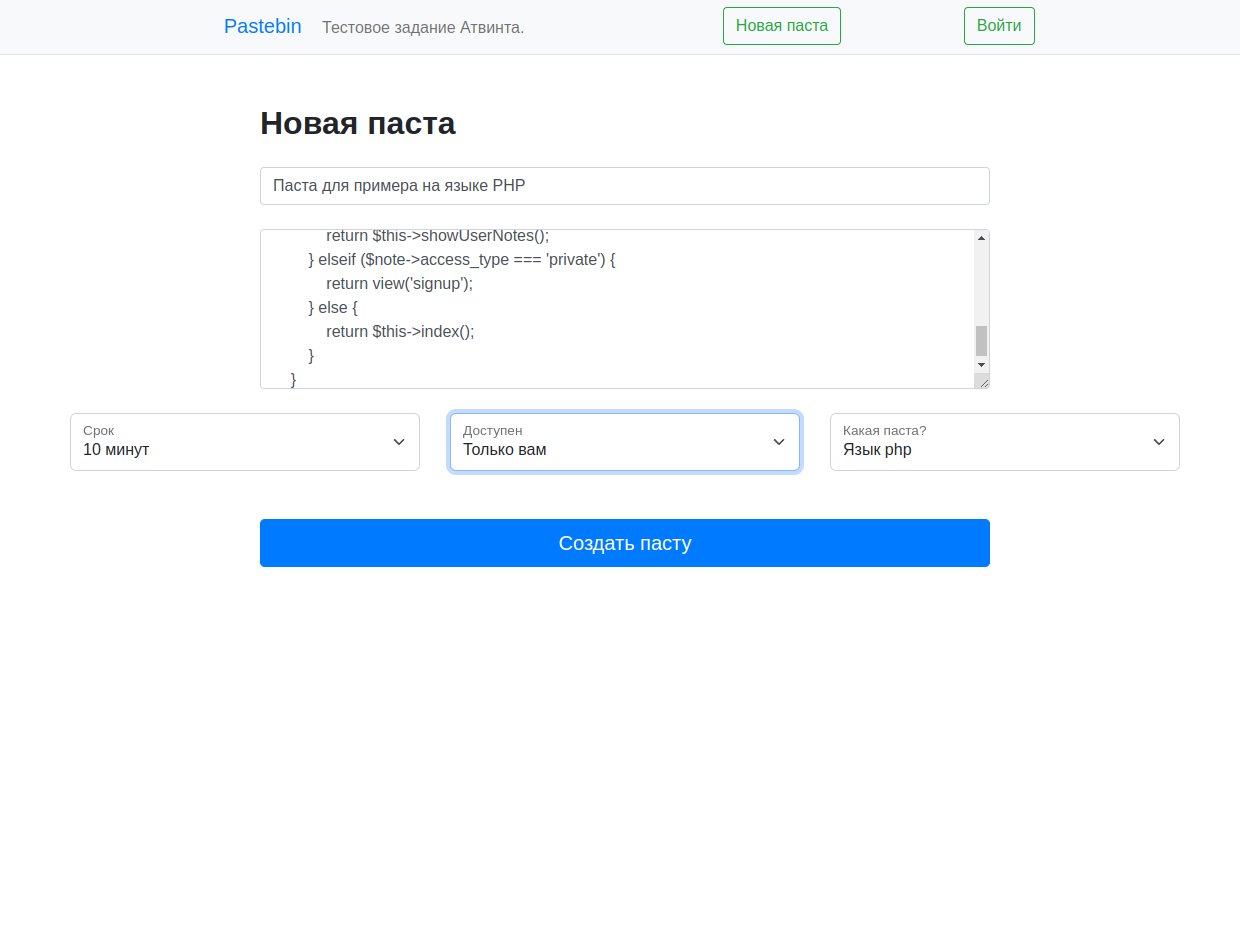 Pastebin Тестовое задание Атвинта. Новая паста Войти
Новая паста
Паста для примера на языке PHP
return $this->showUserNotes();
} elseif ($note->access_type === 'private') {
return view('signup');
} else {
return $this->index();
}
}
Срок Доступен Какая паста?
10 минут Только вам Язык php
Создать пасту